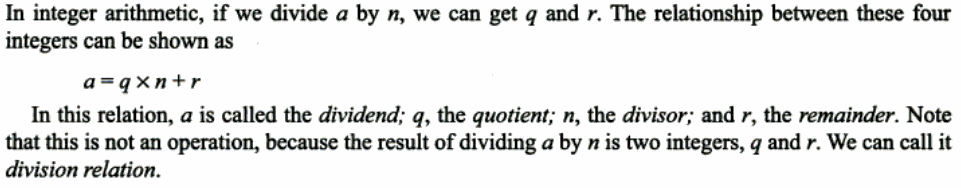 In integer arithmetic, if we divide a by n, we can get q and r. The relationship between these four
integers can be shown as
a = q × n + r
In this relation, a is called the dividend; q, the quotient; n, the divisor; and r, the remainder. Note
that this is not an operation, because the result of dividing a by n is two integers, q and r. We can call it
division relation.